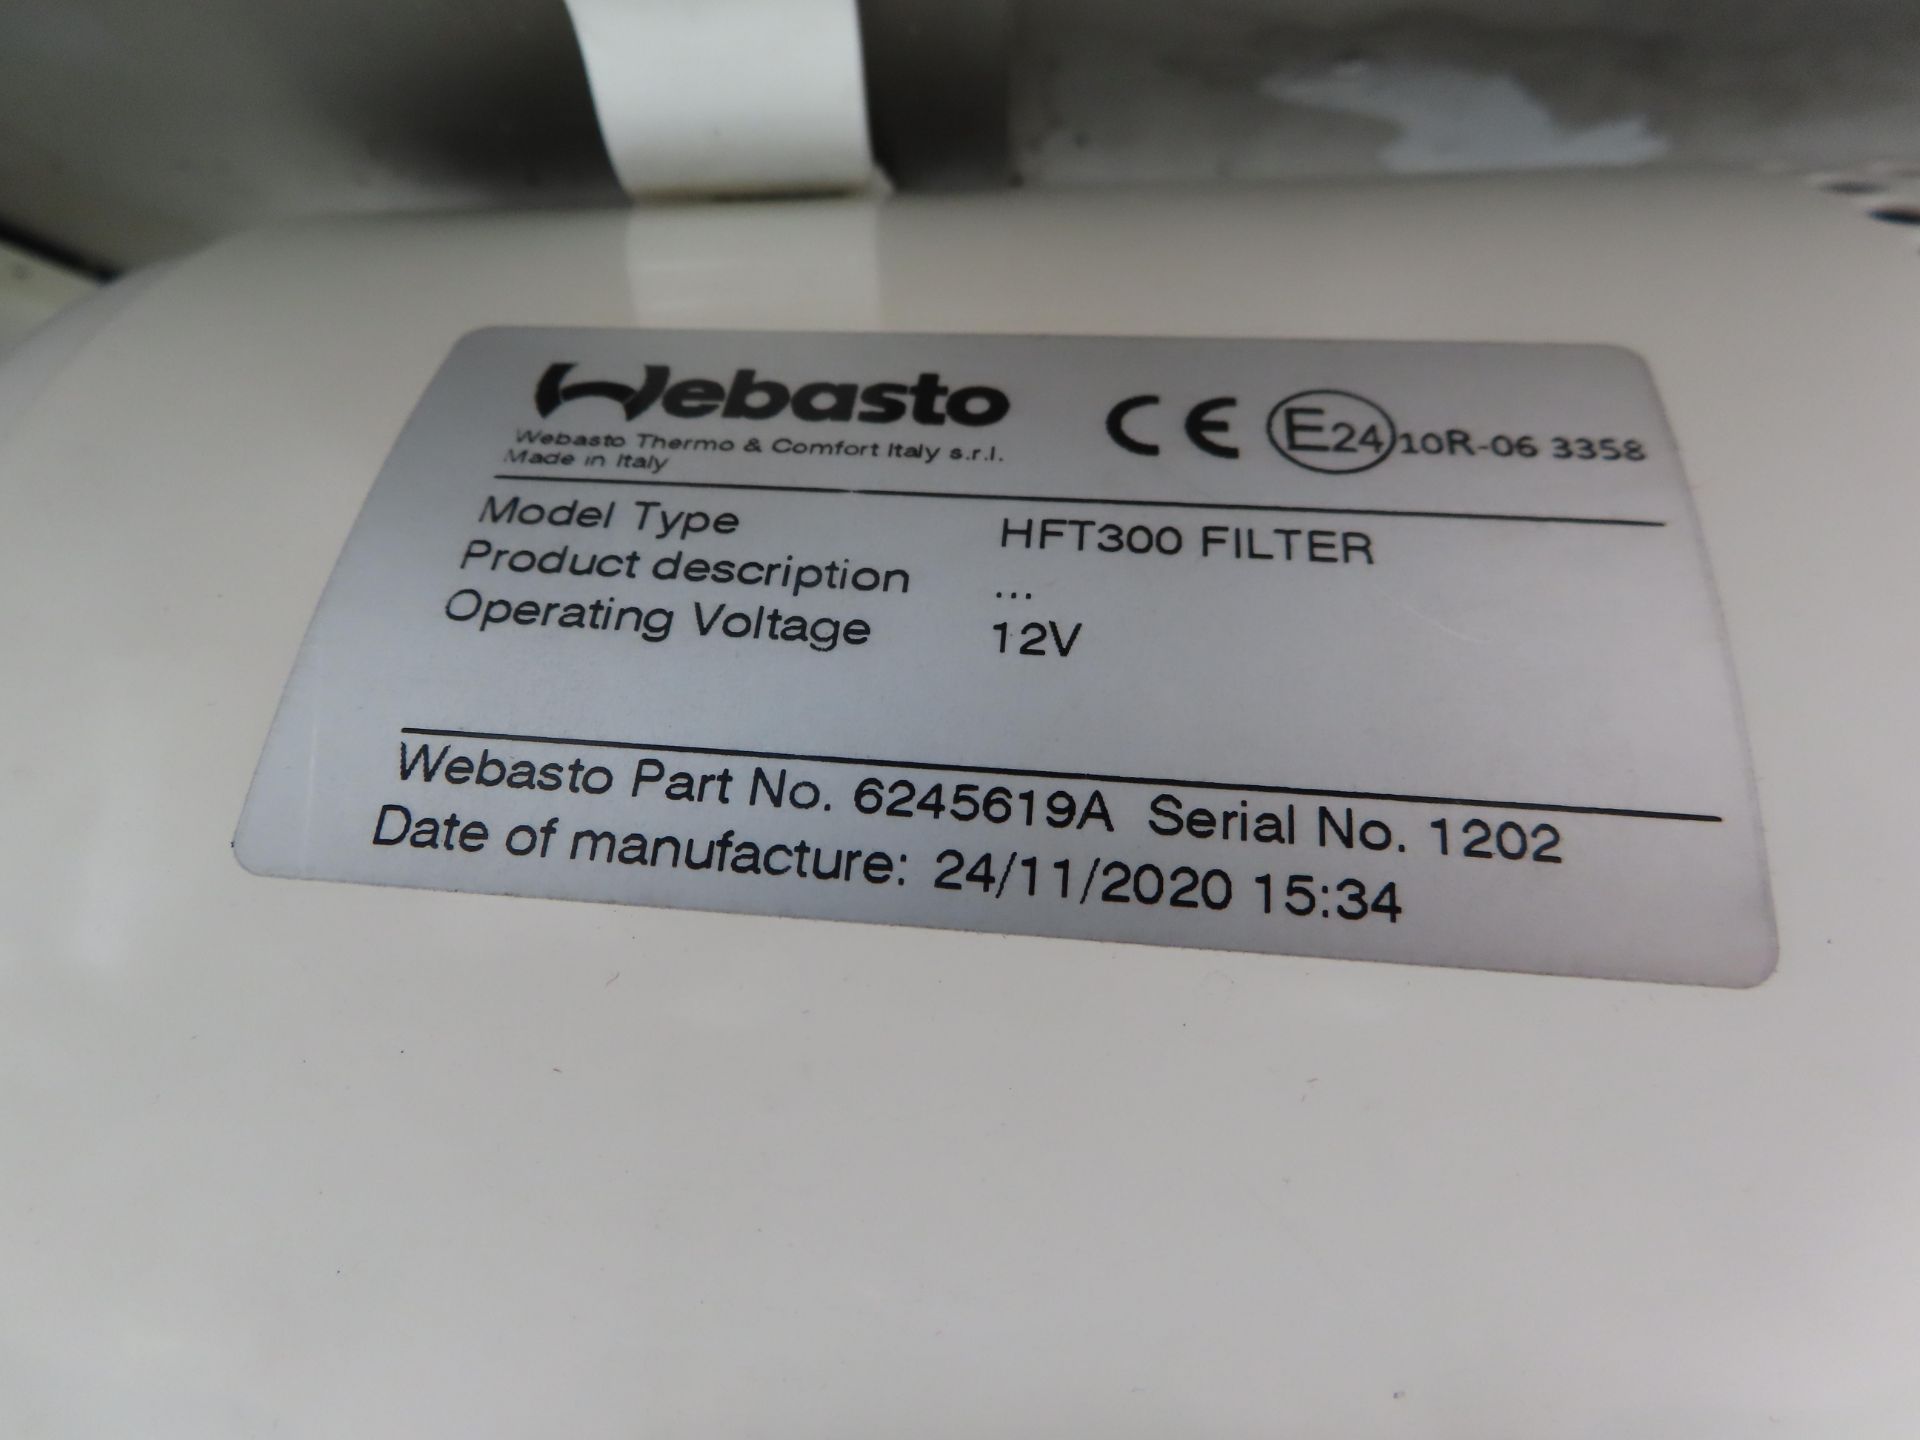 Webasto
Webasto Thermo & Comfort Italy s.r.l.
Made in Italy
CE E24 10R-06 3358
Model Type HFT300 FILTER
Product description ...
Operating Voltage 12V
Webasto Part No. 6245619A Serial No. 1202
Date of manufacture: 24/11/2020 15:34